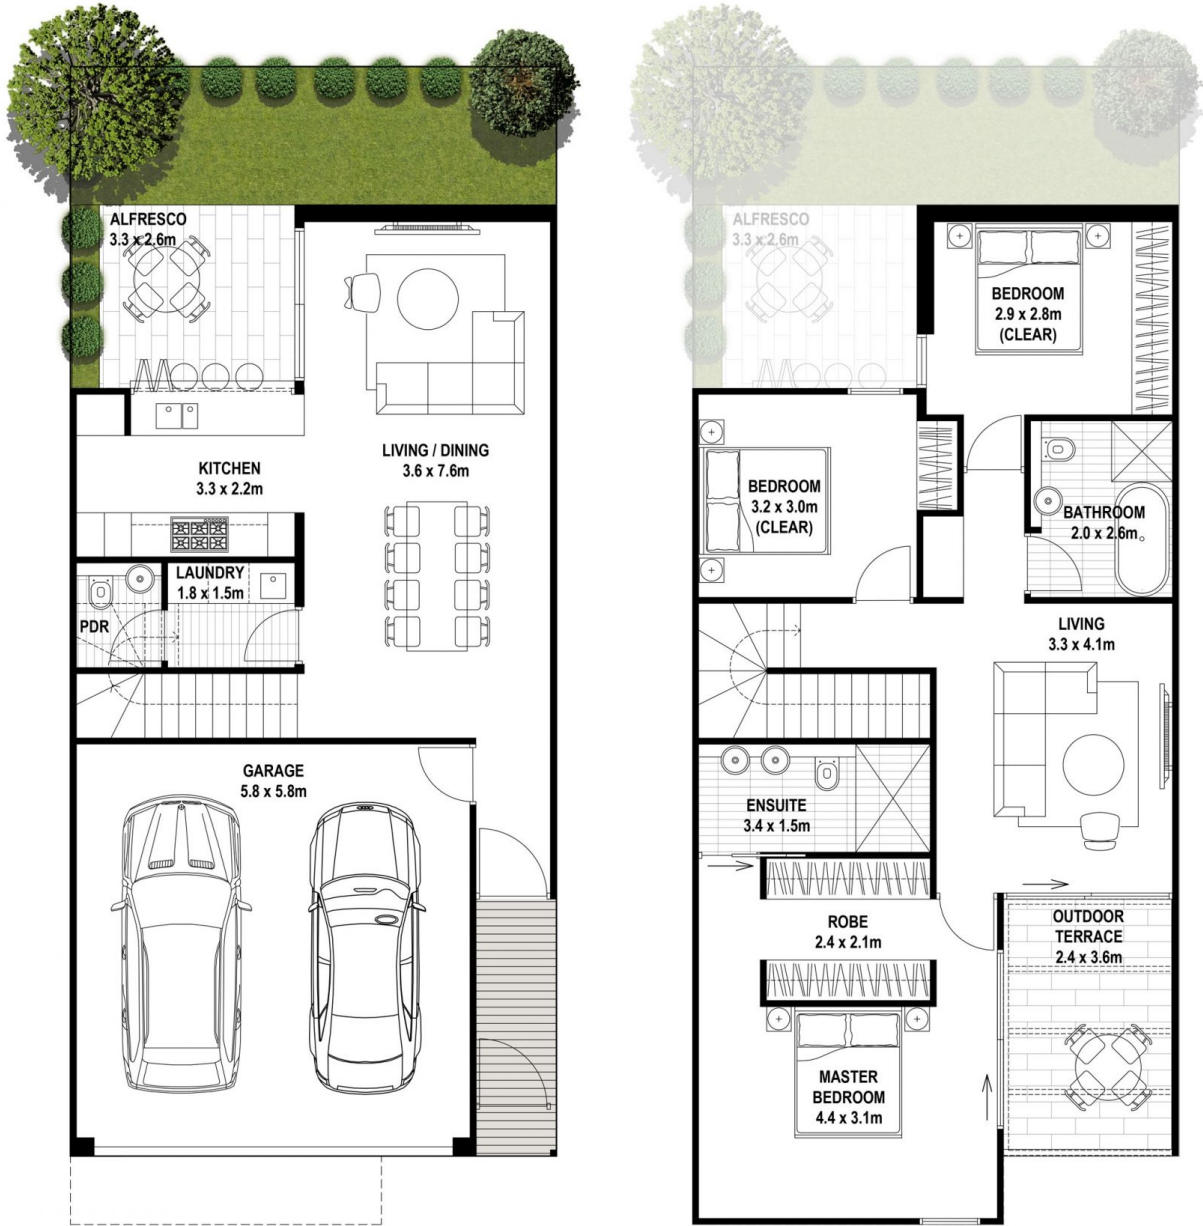 ALFRESCO
3.3 x 2.6m
LIVING / DINING
3.6 x 7.6m
KITCHEN
3.3 x 2.2m
LAUNDRY
1.8 x 1.5m
PDR
GARAGE
5.8 x 5.8m
ALFRESCO
3.3 x 2.6m
BEDROOM
2.9 x 2.8m
(CLEAR)
BEDROOM
3.2 x 3.0m
(CLEAR)
BATHROOM
2.0 x 2.6m
LIVING
3.3 x 4.1m
ENSUITE
3.4 x 1.5m
ROBE
2.4 x 2.1m
OUTDOOR
TERRACE
2.4 x 3.6m
MASTER
BEDROOM
4.4 x 3.1m